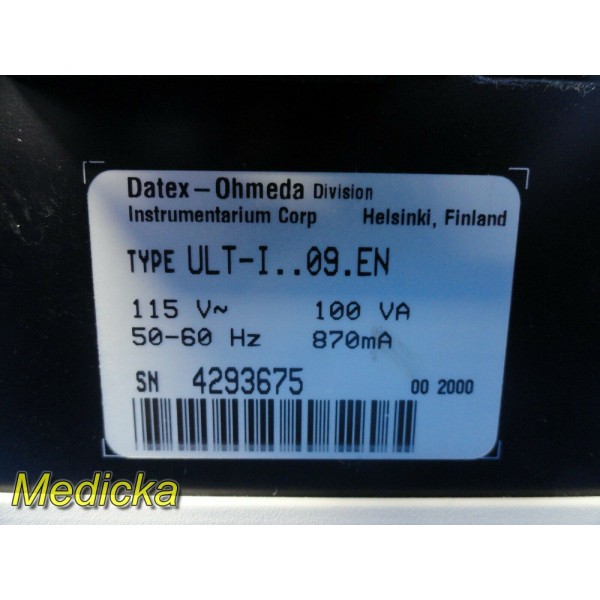 Datex-Ohmeda Division
Instrumentarium Corp Helsinki, Finland
TYPE ULT-I..09.EN
115 V~ 100 VA
50-60 Hz 870mA
SN 4293675 00 2000
Medicka